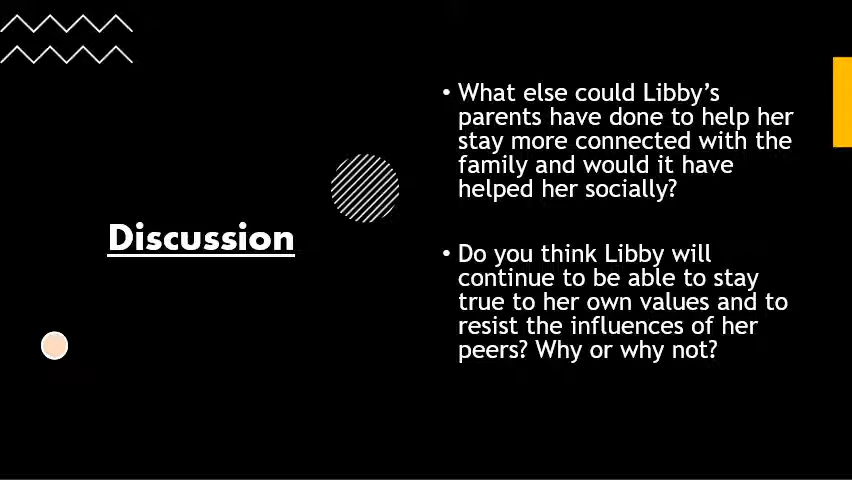 Discussion
• What else could Libby’s
parents have done to help her
stay more connected with the
family and would it have
helped her socially?
• Do you think Libby will
continue to be able to stay
true to her own values and to
resist the influences of her
peers? Why or why not?